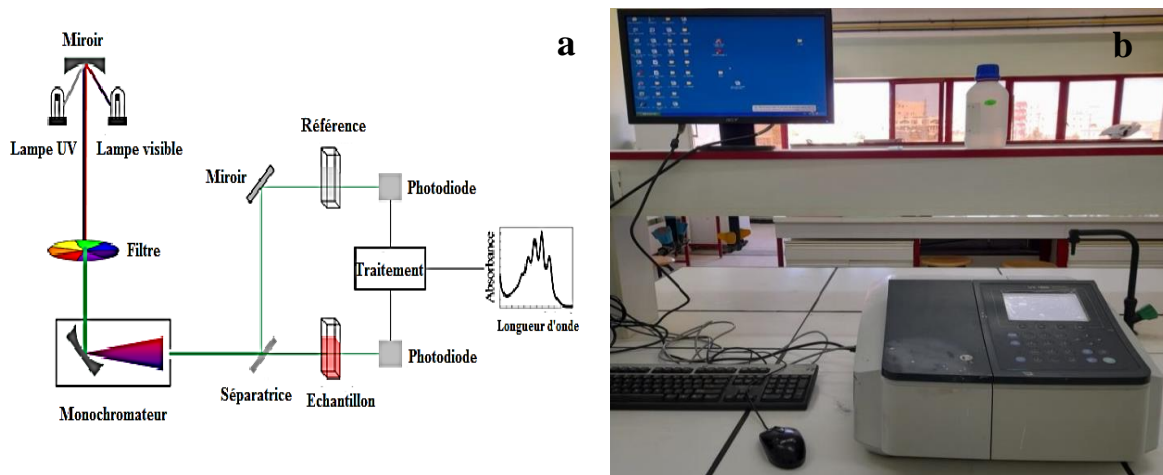 a
Miroir
Lampe UV
Lampe visible
Référence
Miroir
Photodiode
Filtre
Traitement
Absorbance
Longueur d'onde
Photodiode
Séparatrice
Echantillon
Monochromateur
b